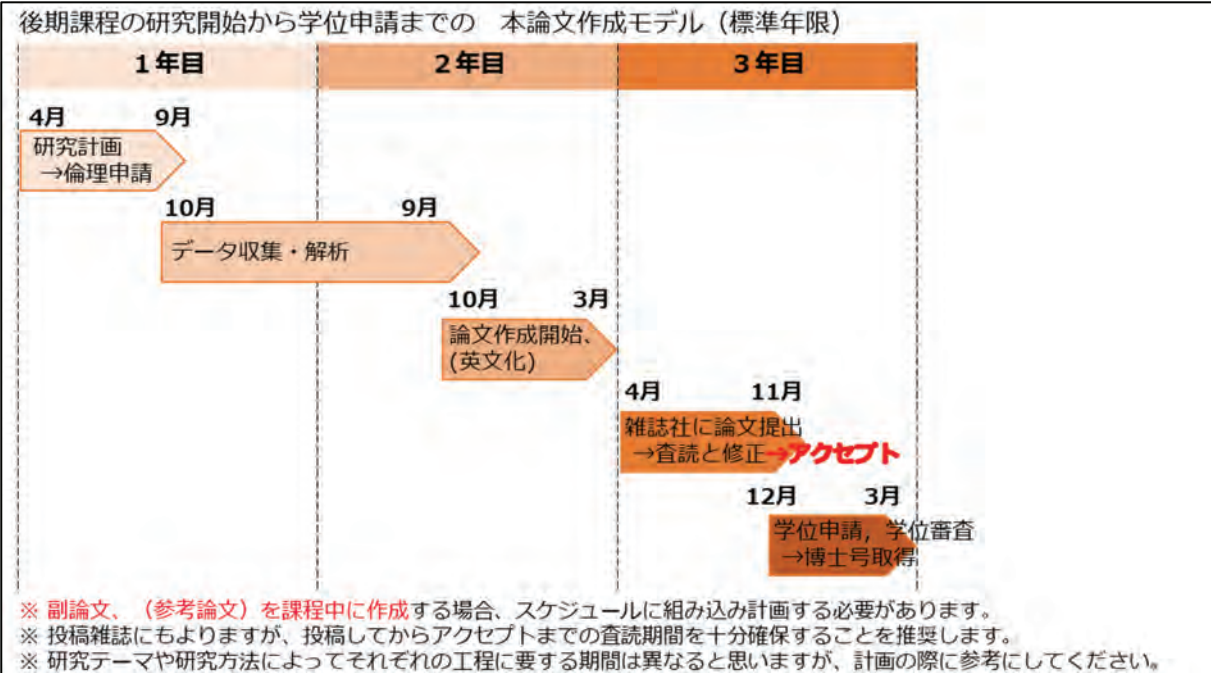 後期課程の研究開始から学位申請までの 本論文作成モデル（標準年限）
1年目 2年目 3年目
4月 9月
研究計画
→倫理申請
10月 9月
データ収集・解析
10月 3月
論文作成開始、
(英文化)
4月 11月
雑誌社に論文提出
→査読と修正→アクセプト
12月 3月
学位申請，学位審査
→博士号取得
※ 副論文、（参考論文）を課程中に作成する場合、スケジュールに組み込み計画する必要があります。
※ 投稿雑誌にもよりますが、投稿してからアクセプトまでの査読期間を十分確保することを推奨します。
※ 研究テーマや研究方法によってそれぞれの工程に要する期間は異なると思いますが、計画の際に参考にしてください。